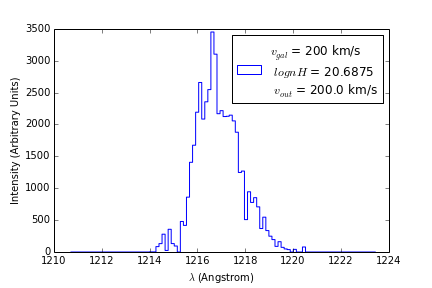 3500
3000
2500
2000
1500
1000
500
0
Intensity (Arbitrary Units)
v_gal = 200 km/s
lognH = 20.6875
v_out = 200.0 km/s
1210 1212 1214 1216 1218 1220 1222 1224
λ (Angstrom)